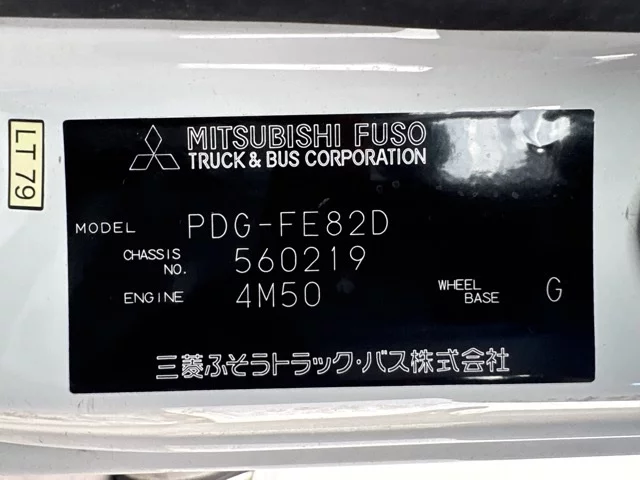 LT79
MITSUBISHI FUSO
TRUCK & BUS CORPORATION
MODEL PDG-FE82D
CHASSIS NO. 560219
ENGINE 4M50 WHEEL BASE G
三菱ふそうトラック・バス株式会社